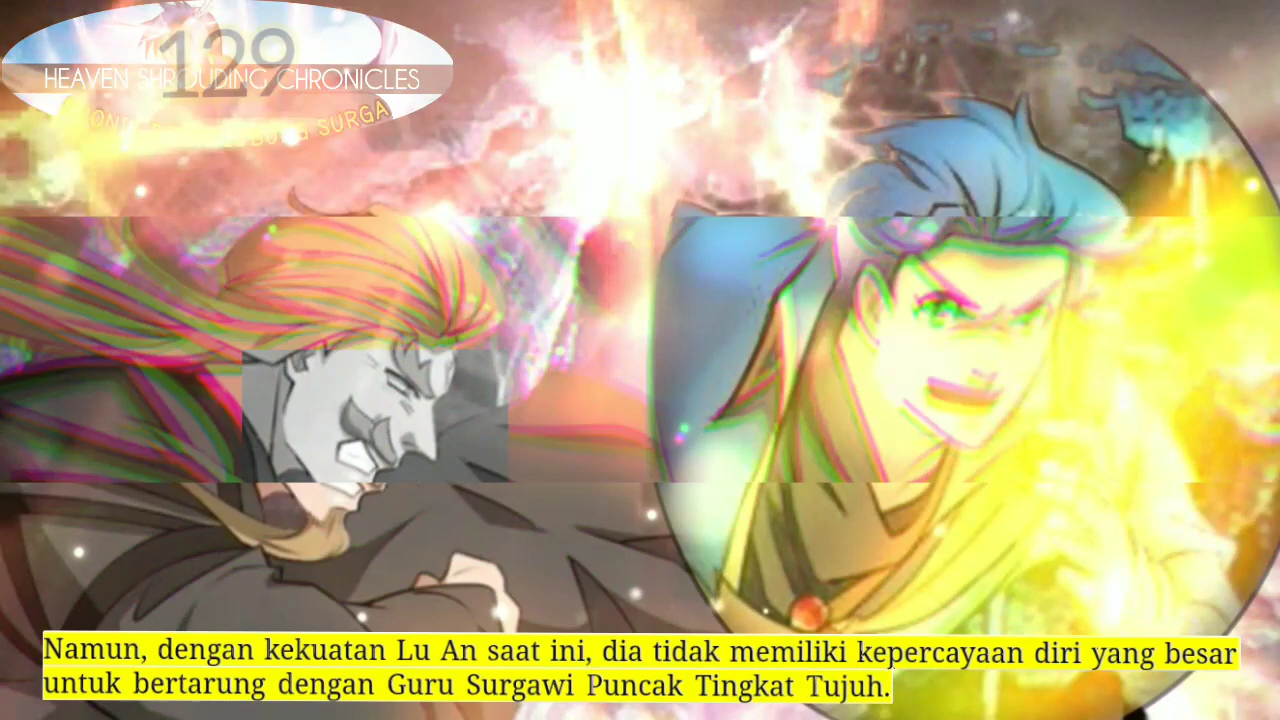 129
HEAVEN SHROUDING CHRONICLES
SURGA
Namun, dengan kekuatan Lu An saat ini, dia tidak memiliki kepercayaan diri yang besar
untuk bertarung dengan Guru Surgawi Puncak Tingkat Tujuh.